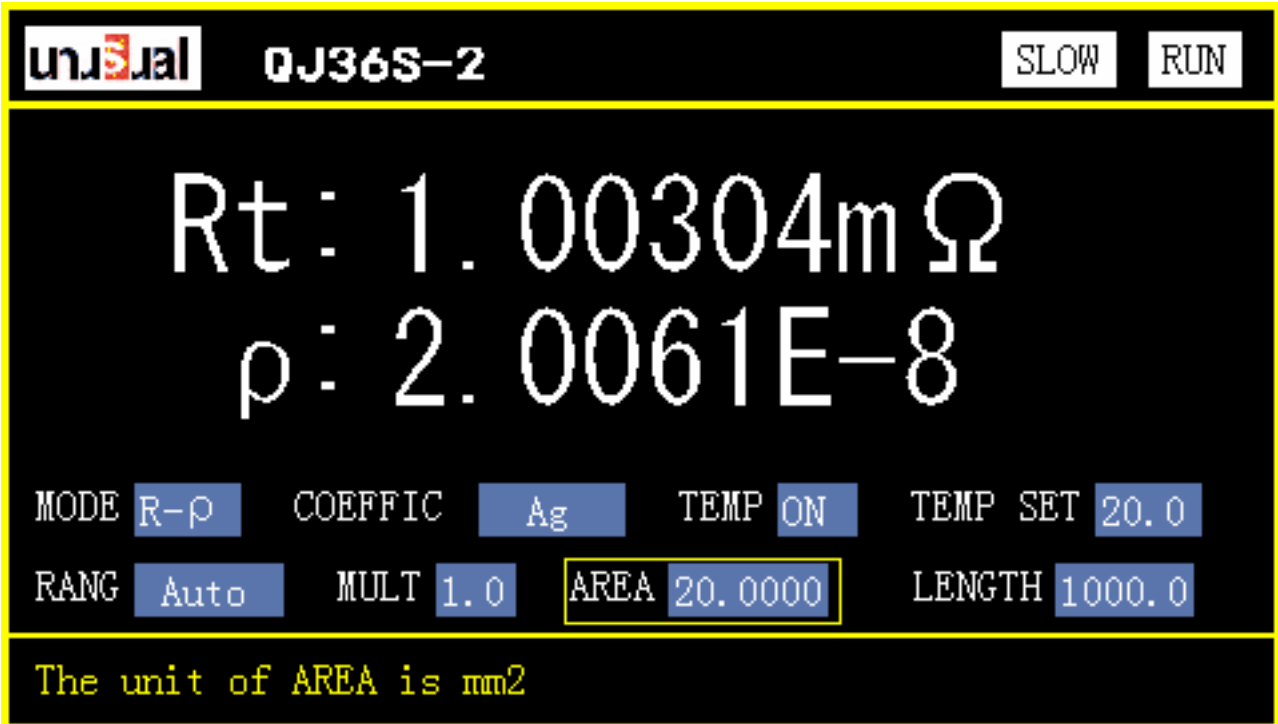 unusual QJ36S-2 SLOW RUN
Rt: 1.00304mΩ
ρ: 2.0061E-8
MODE R-ρ COEFFIC Ag TEMP ON TEMP SET 20.0
RANG Auto MULT 1.0 AREA 20.0000 LENGTH 1000.0
The unit of AREA is mm2